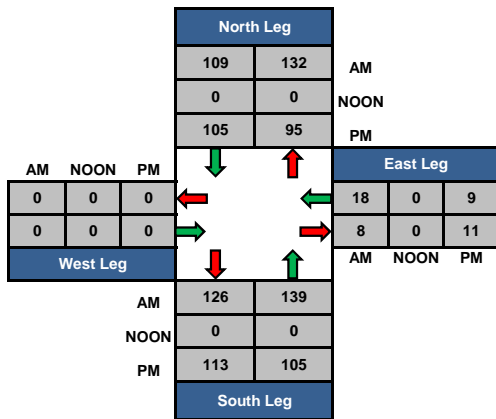 North Leg
109 132 AM
0 0 NOON
105 95 PM
AM NOON PM
East Leg
0 0 0
18 0 9
0 0 0
8 0 11
West Leg
AM NOON PM
AM 126 139
NOON 0 0
PM 113 105
South Leg